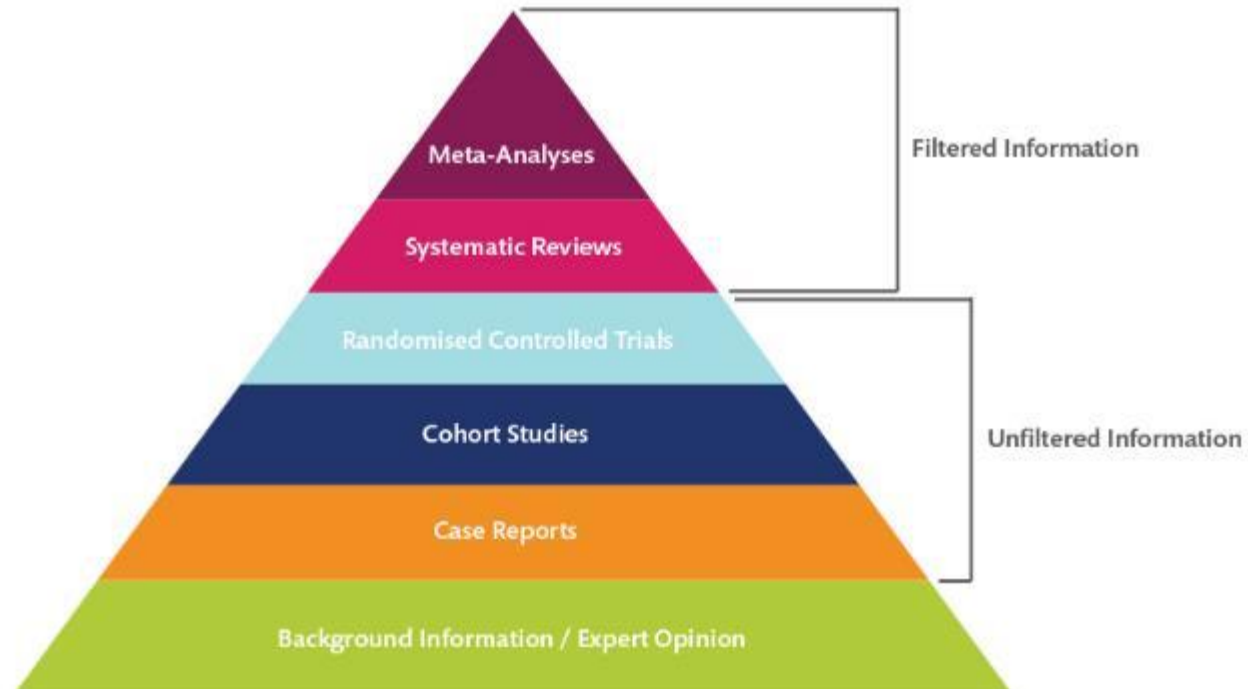 Meta-Analyses
Filtered Information
Systematic Reviews
Randomised Controlled Trials
Cohort Studies
Unfiltered Information
Case Reports
Background Information / Expert Opinion